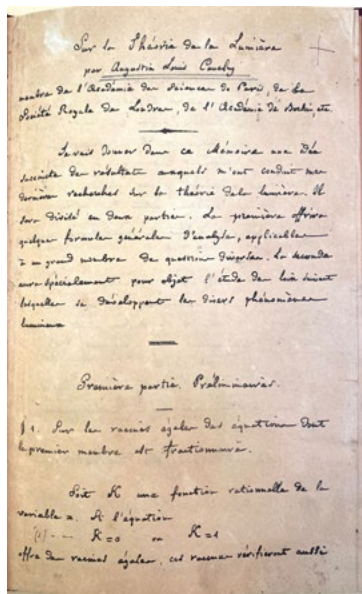 Sur la Théorie de la Lumière
par Augustin Louis Cauchy
membre de l'Académie des Sciences de Paris, de la
Société Royale de Londres, de l'Académie de Berlin, etc.
Je vais donner dans ce Mémoire une idée
succincte des résultats auxquels m'ont conduit mes
dernières recherches sur la théorie de la lumière. Il
sera divisé en deux parties. La première offrira
quelques formules générales d'analyse, applicables
à un grand nombre de questions diverses. La seconde
aura spécialement pour objet l'étude des lois suivant
lesquelles se développent les divers phénomènes
lumineux
Première partie. Préliminaires.
§ 1. Sur les racines égales des équations dont
le premier membre est fractionnaire.
Soit K une fonction rationnelle de la
variable x. Si l'équation
(1) K = 0 ou K = 1
offre des racines égales, ces racines vérifieront aussi